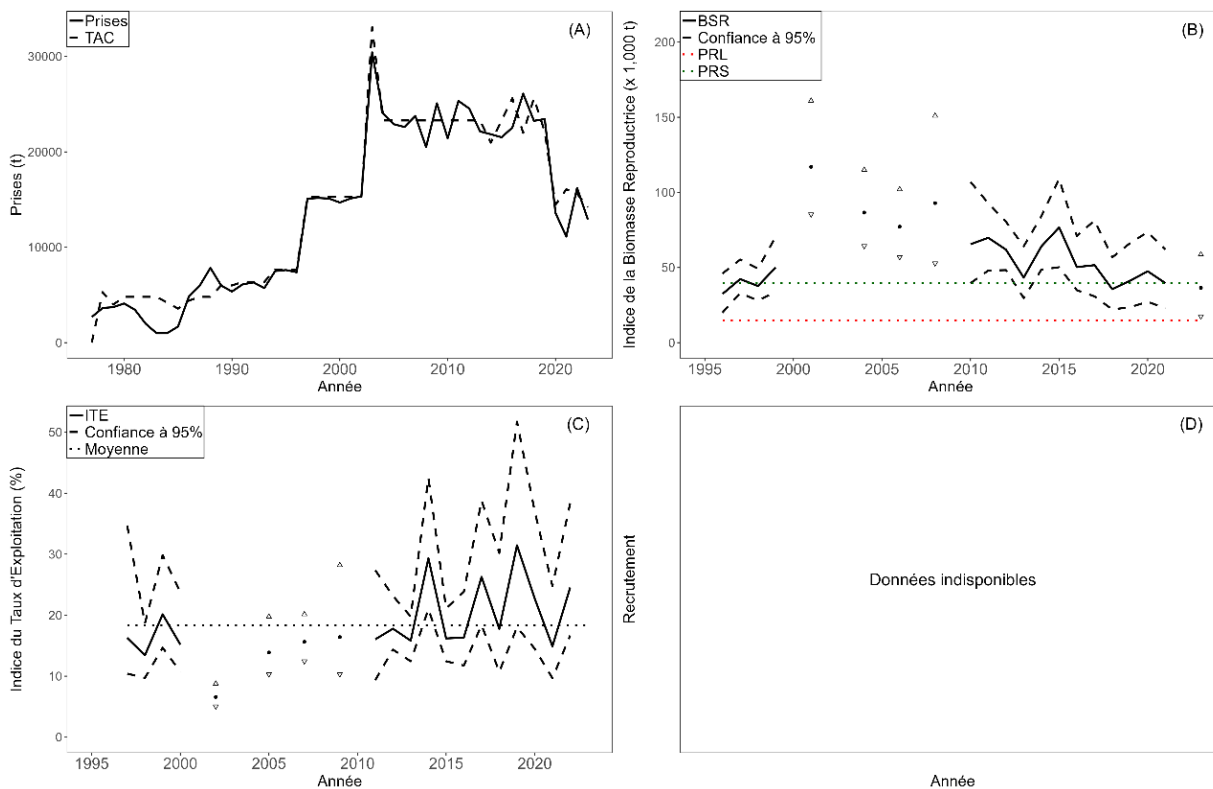 Prises
TAC
(A)
30000
20000
10000
0
Prises (t)
1980
1990
2000
2010
2020
Année
BSR
Confiance à 95%
PRL
PRS
(B)
200
150
100
50
0
Indice de la Biomasse Reproductrice (x 1,000 t)
1995
2000
2005
2010
2015
2020
Année
ITE
Confiance à 95%
Moyenne
(C)
50
40
30
20
10
0
Indice du Taux d'Exploitation (%)
1995
2000
2005
2010
2015
2020
Année
(D)
Recrutement
Données indisponibles
Année